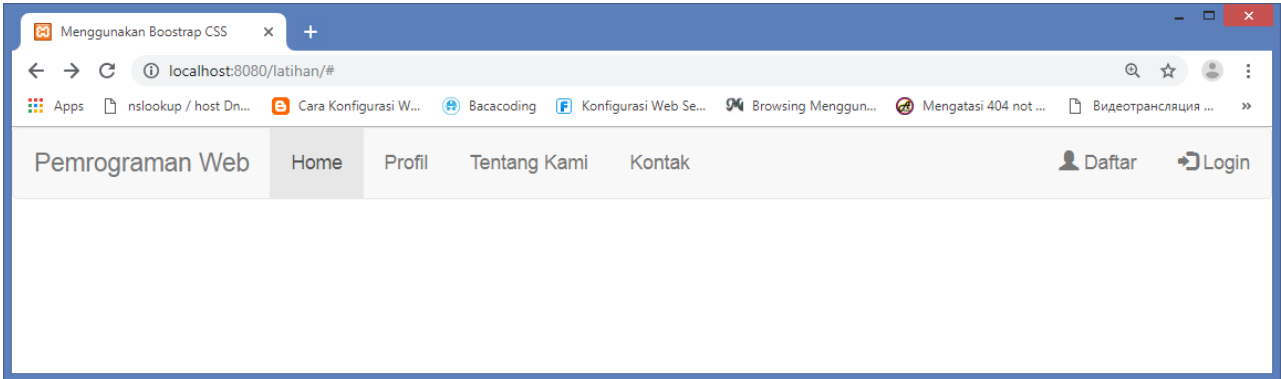 Menggunakan Boostrap CSS
localhost:8080/latihan/#
Apps nslookup / host Dn... Cara Konfigurasi W... Bacacoding Konfigurasi Web Se... Browsing Menggun... Mengatasi 404 not ... Видеотрансляция ... »
Pemrograman Web Home Profil Tentang Kami Kontak Daftar Login